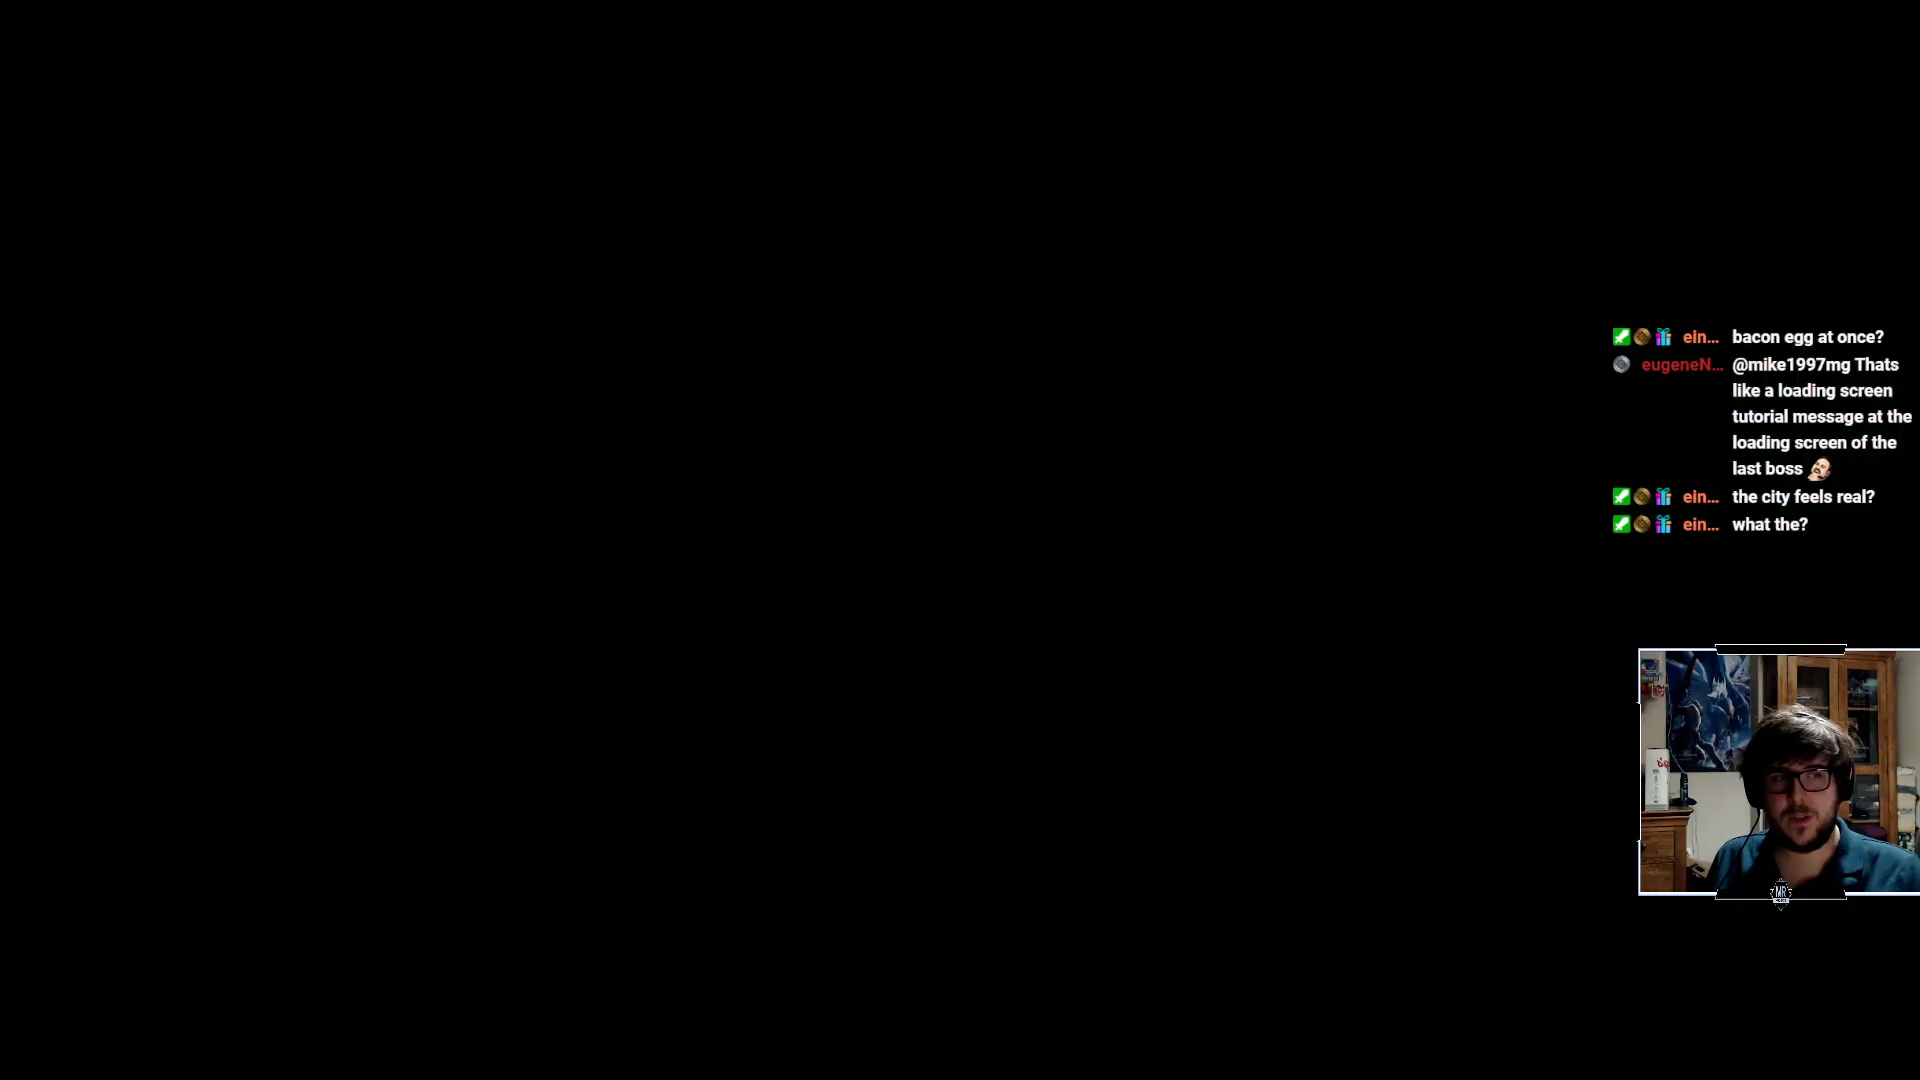 ein... bacon egg at once?
eugeneN... @mike1997mg Thats
like a loading screen
tutorial message at the
loading screen of the
last boss
ein... the city feels real?
ein... what the?
MR